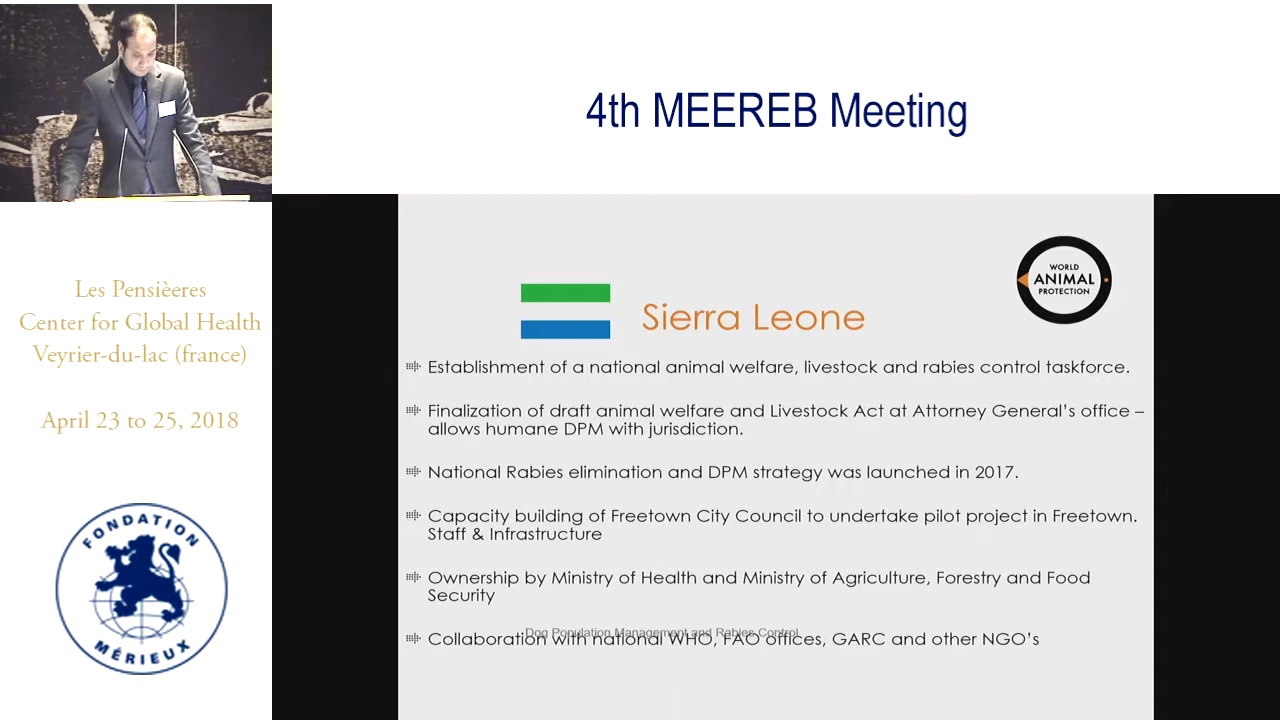 4th MEEREB Meeting
Les Pensièeres
Center for Global Health
Veyrier-du-lac (france)
April 23 to 25, 2018
FONDATION
MÉRIEUX
WORLD
ANIMAL
PROTECTION
Sierra Leone
Establishment of a national animal welfare, livestock and rabies control taskforce.
Finalization of draft animal welfare and Livestock Act at Attorney General’s office –
allows humane DPM with jurisdiction.
National Rabies elimination and DPM strategy was launched in 2017.
Capacity building of Freetown City Council to undertake pilot project in Freetown.
Staff & Infrastructure
Ownership by Ministry of Health and Ministry of Agriculture, Forestry and Food
Security
Dog Population Management and Rabies Control
Collaboration with national WHO, FAO offices, GARC and other NGO’s